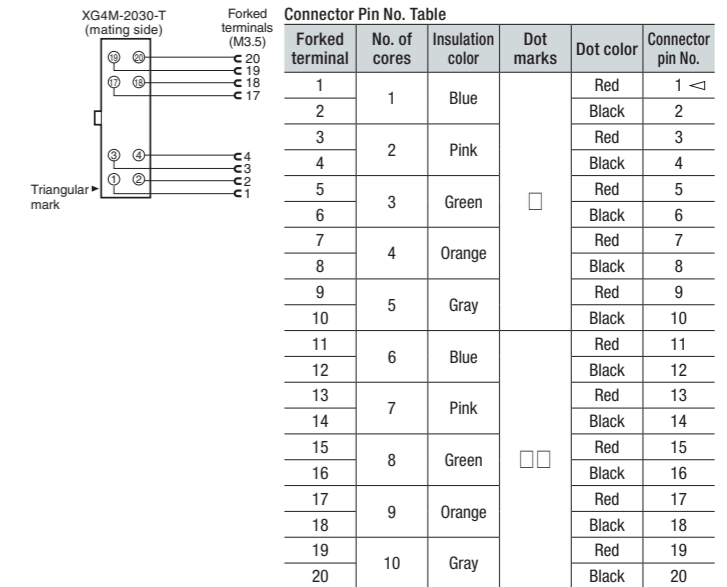 XG4M-2030-T
(mating side)
Forked
terminals
(M3.5)
19 20
20
19
17 18
18
17
3 4
4
3
1 2
2
1
Triangular
mark
Connector Pin No. Table
Forked terminal No. of cores Insulation color Dot marks Dot color Connector pin No.
1 1 Blue □ Red 1
2 Black 2
3 2 Pink Red 3
4 Black 4
5 3 Green Red 5
6 Black 6
7 4 Orange Red 7
8 Black 8
9 5 Gray Red 9
10 Black 10
11 6 Blue □□ Red 11
12 Black 12
13 7 Pink Red 13
14 Black 14
15 8 Green Red 15
16 Black 16
17 9 Orange Red 17
18 Black 18
19 10 Gray Red 19
20 Black 20